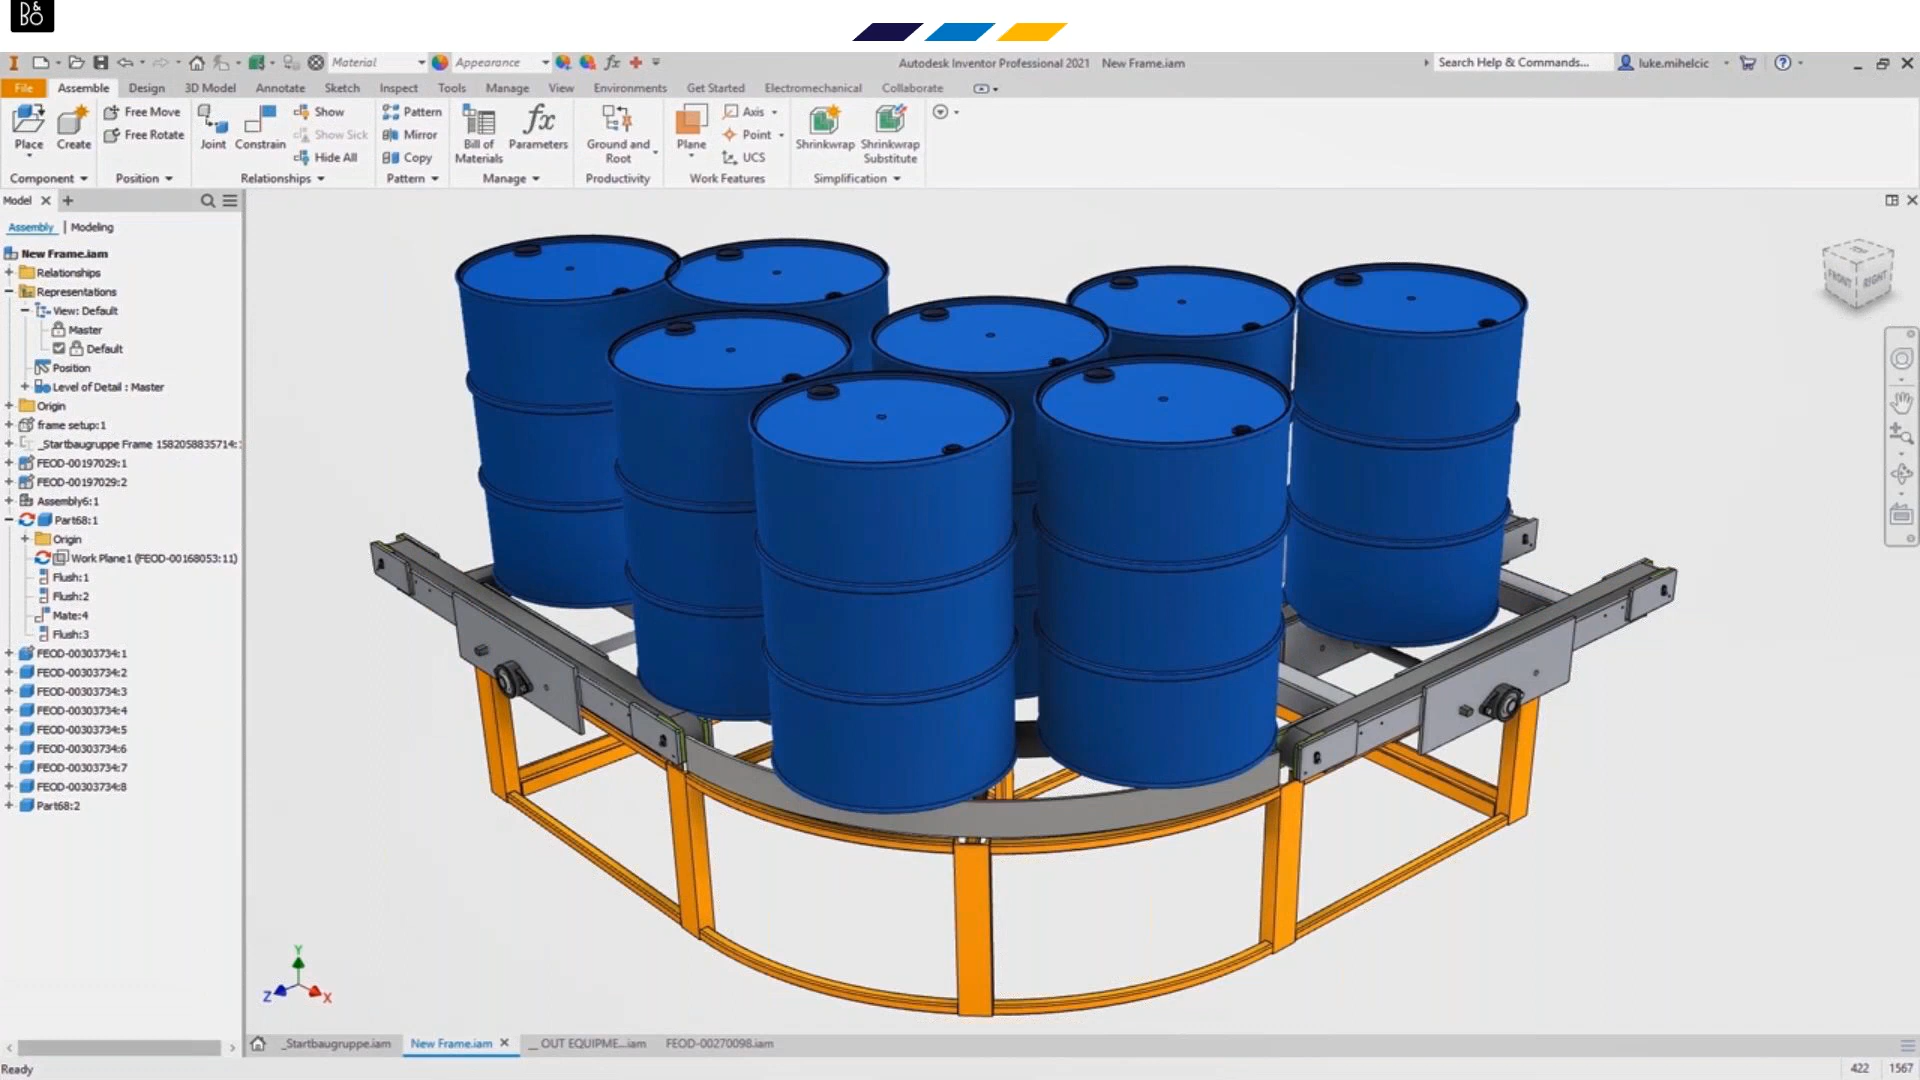 B&
BO
Material
Appearance
fx
Autodesk Inventor Professional 2021 New Frame.iam
Search Help & Commands...
luke.mihelcic
File Assemble Design 3D Model Annotate Sketch Inspect Tools Manage View Environments Get Started Electromechanical Collaborate
Place
Create
Free Move
Free Rotate
Joint
Constrain
Show
Show Sick
Hide All
Pattern
Mirror
Copy
Bill of
Materials
fx
Parameters
Ground and
Root
Plane
Axis
Point
UCS
Shrinkwrap
Shrinkwrap
Substitute
Component Position Relationships Pattern Manage Productivity Work Features Simplification
Model
Assembly | Modeling
New Frame.iam
Relationships
Representations
View: Default
Master
Default
Position
Level of Detail : Master
Origin
frame setup:1
_Startbaugruppe Frame 1582058835714:
FEOD-00197029:1
FEOD-00197029:2
Assembly6:1
Part68:1
Origin
Work Plane1 (FEOD-00168053:11)
Flush:1
Flush:2
Mate:4
Flush:3
FEOD-00303734:1
FEOD-00303734:2
FEOD-00303734:3
FEOD-00303734:4
FEOD-00303734:5
FEOD-00303734:6
FEOD-00303734:7
FEOD-00303734:8
Part68:2
FRONT RIGHT
Y
Z
X
_Startbaugruppe.iam
New Frame.iam
__ OUT EQUIPME...iam
FEOD-00270098.iam
Ready
422 1567